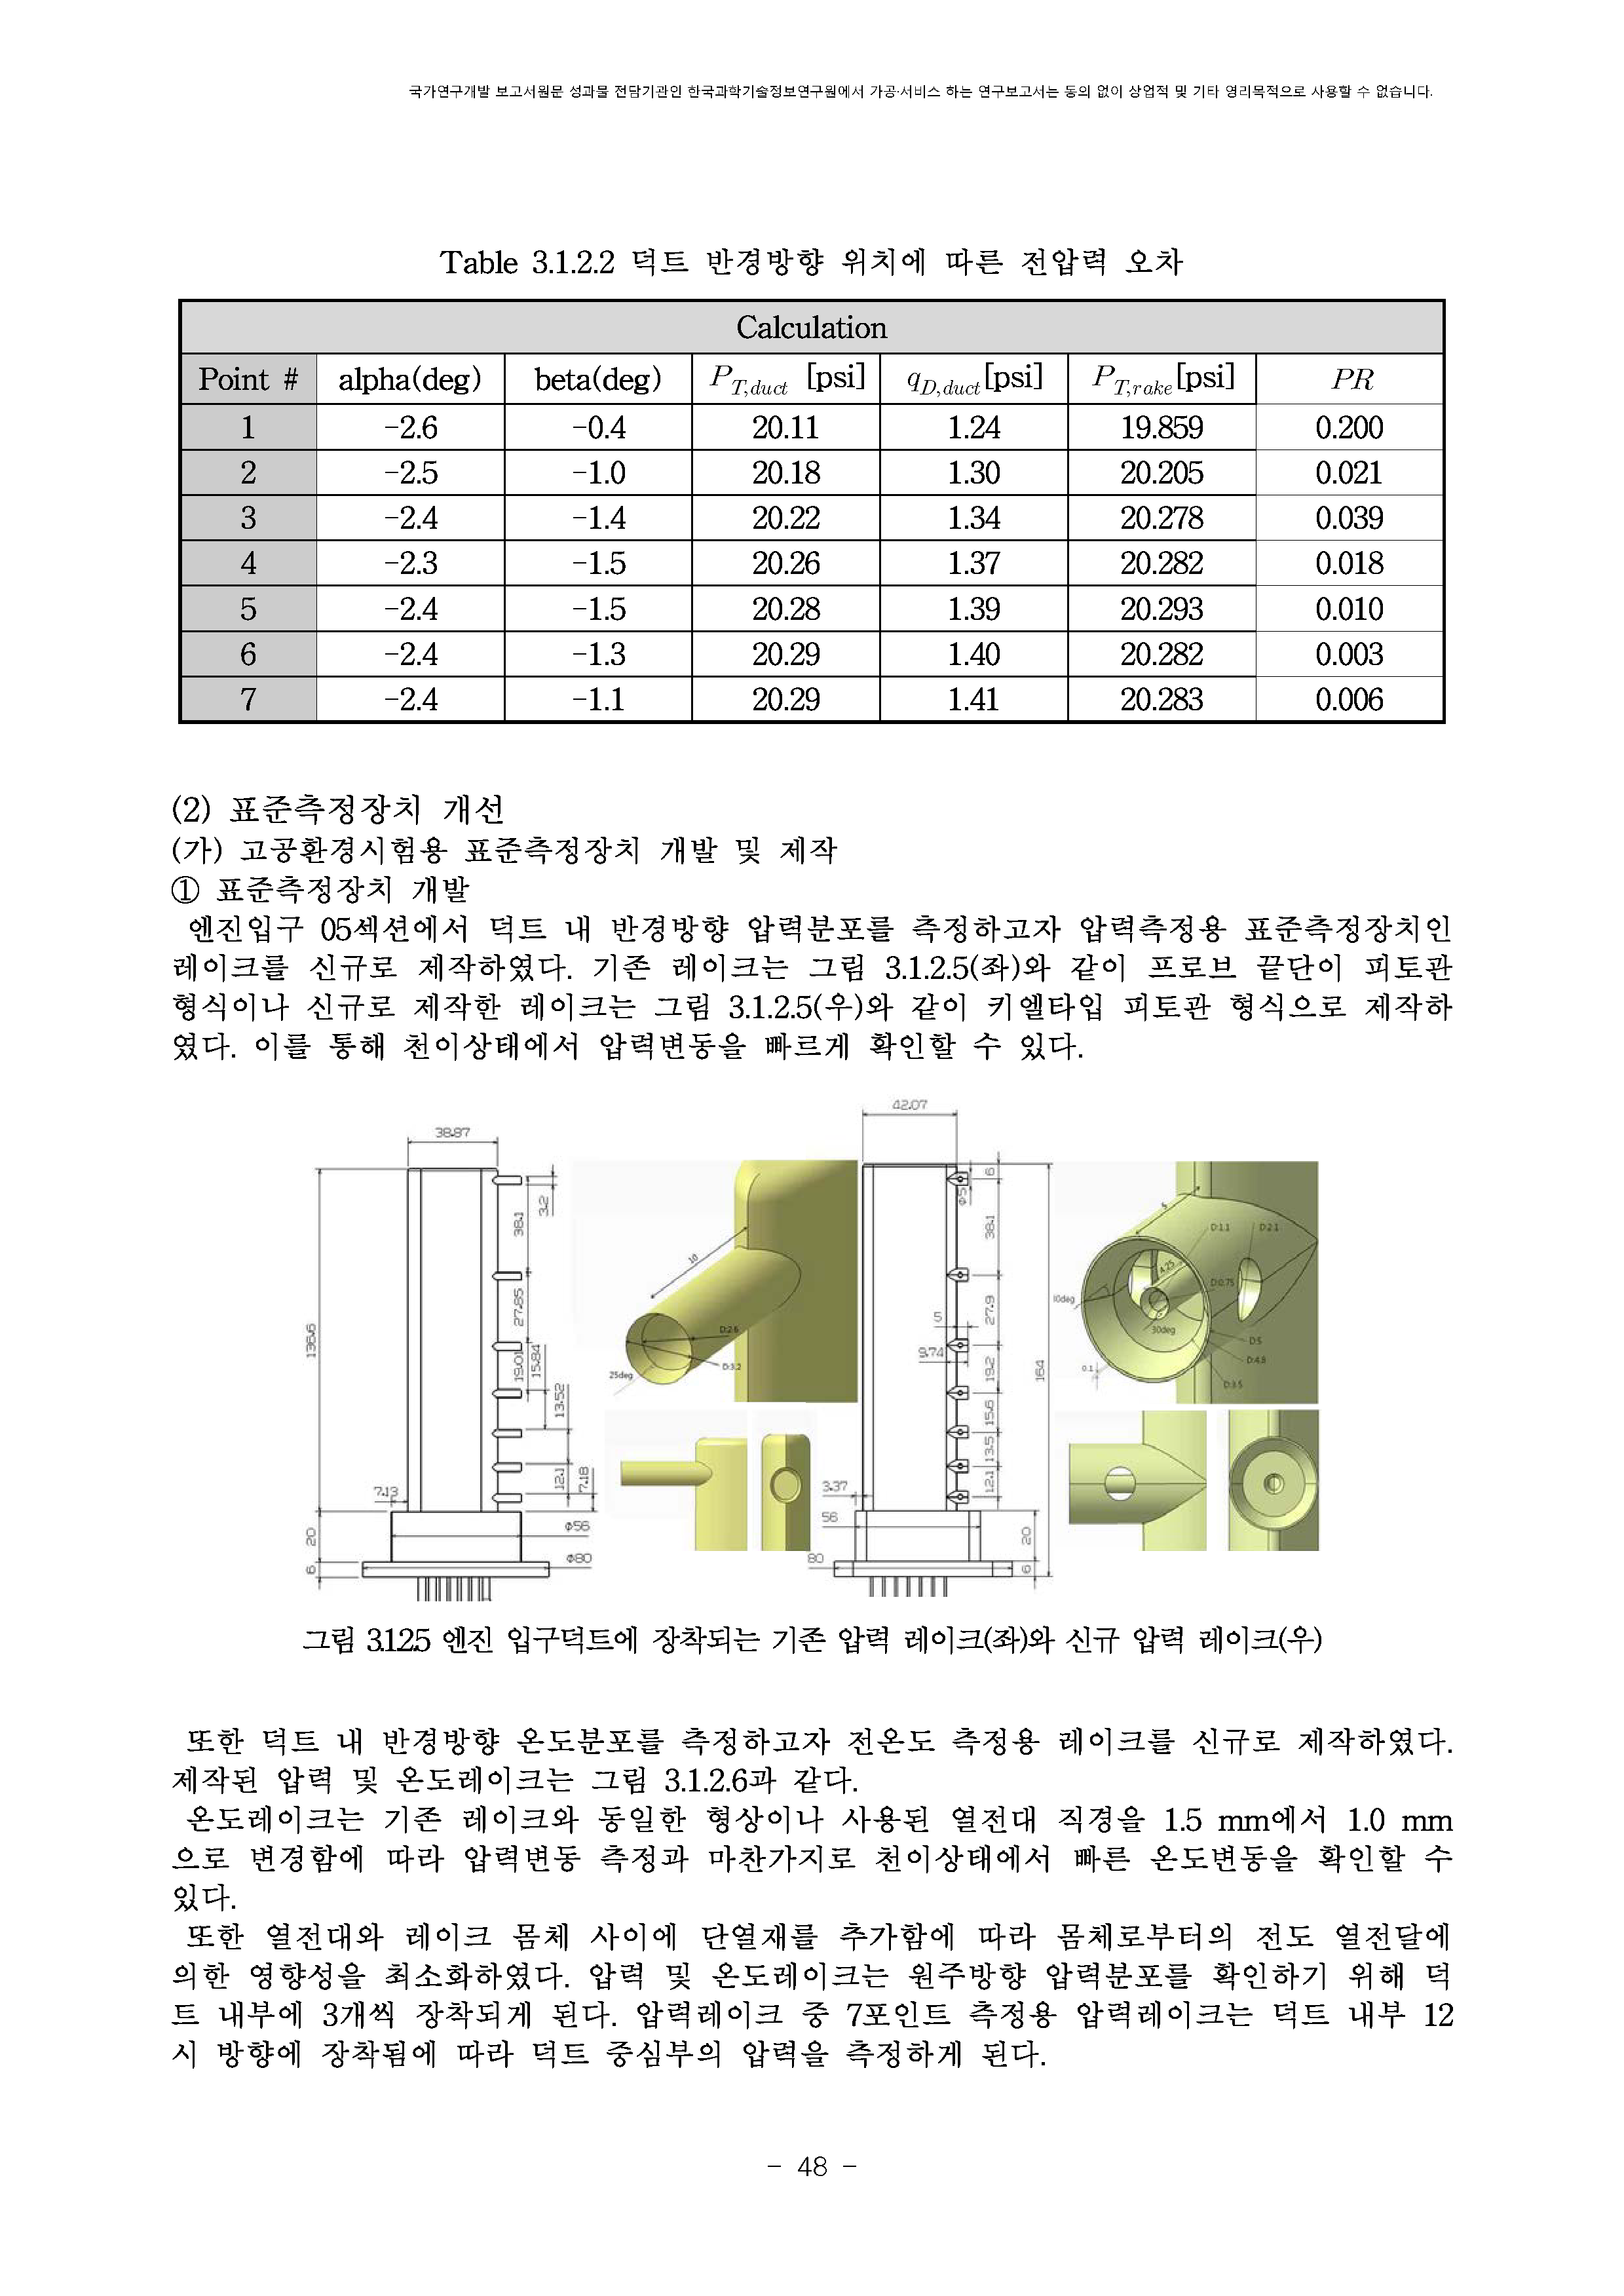 국가연구개발 보고서원문 성과물 전담기관인 한국과학기술정보연구원에서 가공·서비스 하는 연구보고서는 동의 없이 상업적 및 기타 영리목적으로 사용할 수 없습니다.
Table 3.1.2.2 덕트 반경방향 위치에 따른 전압력 오차
Calculation
Point # alpha(deg) beta(deg) P_{T,duct} [psi] q_{D,duct}[psi] P_{T,rake}[psi] PR
1 -2.6 -0.4 20.11 1.24 19.859 0.200
2 -2.5 -1.0 20.18 1.30 20.205 0.021
3 -2.4 -1.4 20.22 1.34 20.278 0.039
4 -2.3 -1.5 20.26 1.37 20.282 0.018
5 -2.4 -1.5 20.28 1.39 20.293 0.010
6 -2.4 -1.3 20.29 1.40 20.282 0.003
7 -2.4 -1.1 20.29 1.41 20.283 0.006
(2) 표준측정장치 개선
(가) 고공환경시험용 표준측정장치 개발 및 제작
① 표준측정장치 개발
엔진입구 05섹션에서 덕트 내 반경방향 압력분포를 측정하고자 압력측정용 표준측정장치인
레이크를 신규로 제작하였다. 기존 레이크는 그림 3.1.2.5(좌)와 같이 프로브 끝단이 피토관
형식이나 신규로 제작한 레이크는 그림 3.1.2.5(우)와 같이 키엘타입 피토관 형식으로 제작하
였다. 이를 통해 천이상태에서 압력변동을 빠르게 확인할 수 있다.
38.97
3.2
38.1
27.85
19.01
15.84
13.52
12.1
7.18
136.6
7.13
20
6
φ56
φ80
10
D2.6
D3.2
25deg
42.07
6
φ5
38.1
27.9
5
9.74
19.2
15.6
13.5
12.1
164
3.37
56
80
20
6
5
D1.1
D2.1
4.25
D0.75
10deg
30deg
D5
D4.8
D3.5
0.1
그림 3.1.2.5 엔진 입구덕트에 장착되는 기존 압력 레이크(좌)와 신규 압력 레이크(우)
또한 덕트 내 반경방향 온도분포를 측정하고자 전온도 측정용 레이크를 신규로 제작하였다.
제작된 압력 및 온도레이크는 그림 3.1.2.6과 같다.
온도레이크는 기존 레이크와 동일한 형상이나 사용된 열전대 직경을 1.5 mm에서 1.0 mm
으로 변경함에 따라 압력변동 측정과 마찬가지로 천이상태에서 빠른 온도변동을 확인할 수
있다.
또한 열전대와 레이크 몸체 사이에 단열재를 추가함에 따라 몸체로부터의 전도 열전달에
의한 영향성을 최소화하였다. 압력 및 온도레이크는 원주방향 압력분포를 확인하기 위해 덕
트 내부에 3개씩 장착되게 된다. 압력레이크 중 7포인트 측정용 압력레이크는 덕트 내부 12
시 방향에 장착됨에 따라 덕트 중심부의 압력을 측정하게 된다.
- 48 -